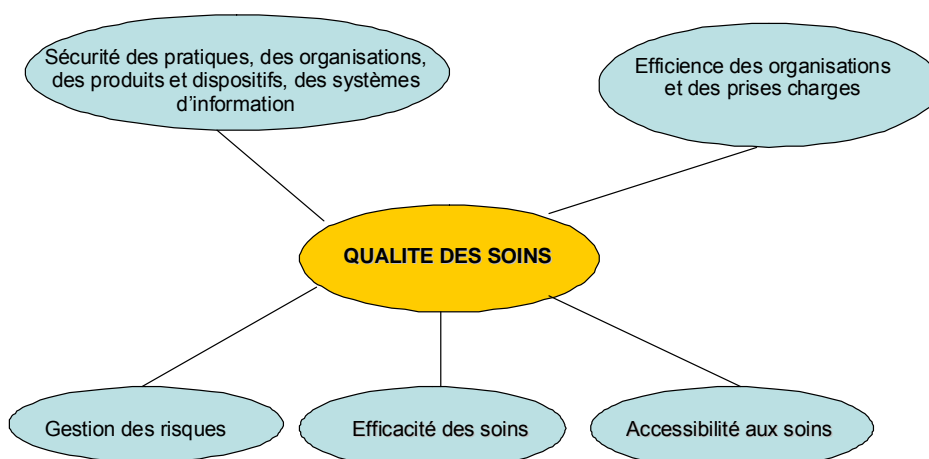 Sécurité des pratiques, des organisations,
des produits et dispositifs, des systèmes
d'information
Efficience des organisations
et des prises charges
QUALITE DES SOINS
Gestion des risques
Efficacité des soins
Accessibilité aux soins